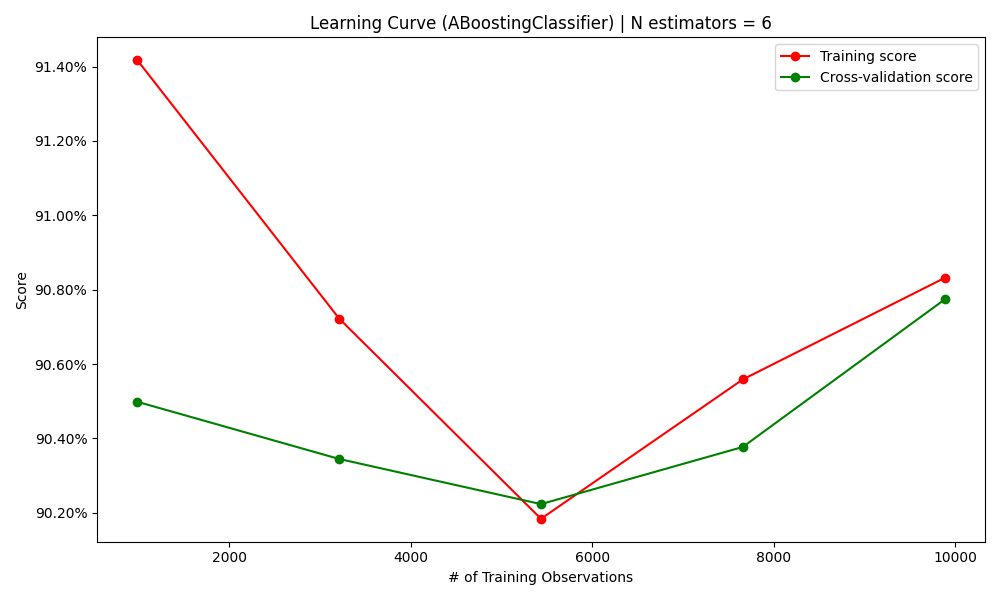 Learning Curve (ABoostingClassifier) | N estimators = 6
Training score
Cross-validation score
91.40%
91.20%
91.00%
90.80%
90.60%
90.40%
90.20%
Score
2000 4000 6000 8000 10000
# of Training Observations